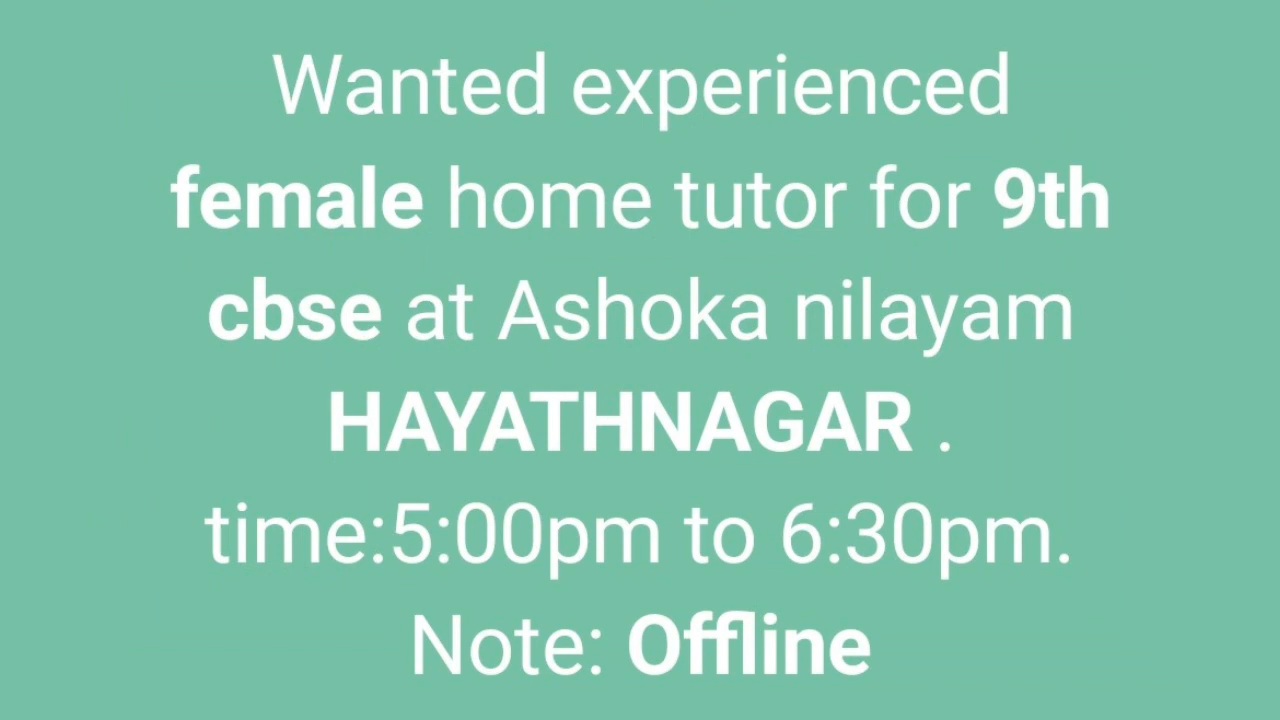 Wanted experienced
female home tutor for 9th
cbse at Ashoka nilayam
HAYATHNAGAR .
time:5:00pm to 6:30pm.
Note: Offline